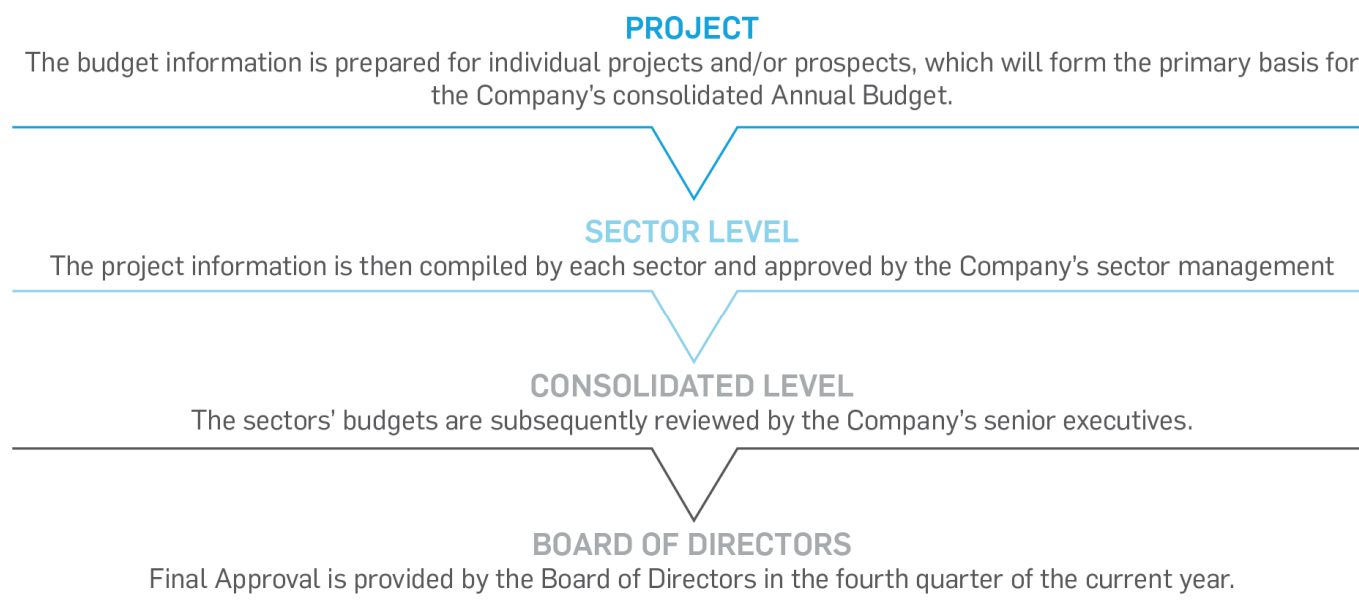 PROJECT
The budget information is prepared for individual projects and/or prospects, which will form the primary basis for
the Company’s consolidated Annual Budget.
SECTOR LEVEL
The project information is then compiled by each sector and approved by the Company’s sector management
CONSOLIDATED LEVEL
The sectors’ budgets are subsequently reviewed by the Company’s senior executives.
BOARD OF DIRECTORS
Final Approval is provided by the Board of Directors in the fourth quarter of the current year.